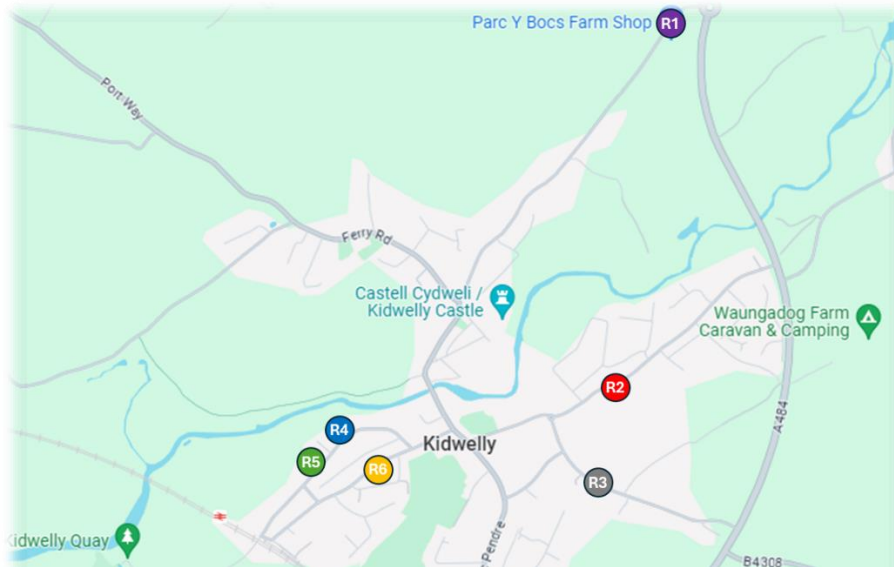 Parc Y Bocs Farm Shop
R1
Port Way
Ferry Rd
Castell Cydweli /
Kidwelly Castle
Waungadog Farm
Caravan & Camping
R2
A484
R4
Kidwelly
R5
R6
R3
Pendre
Kidwelly Quay
B4308